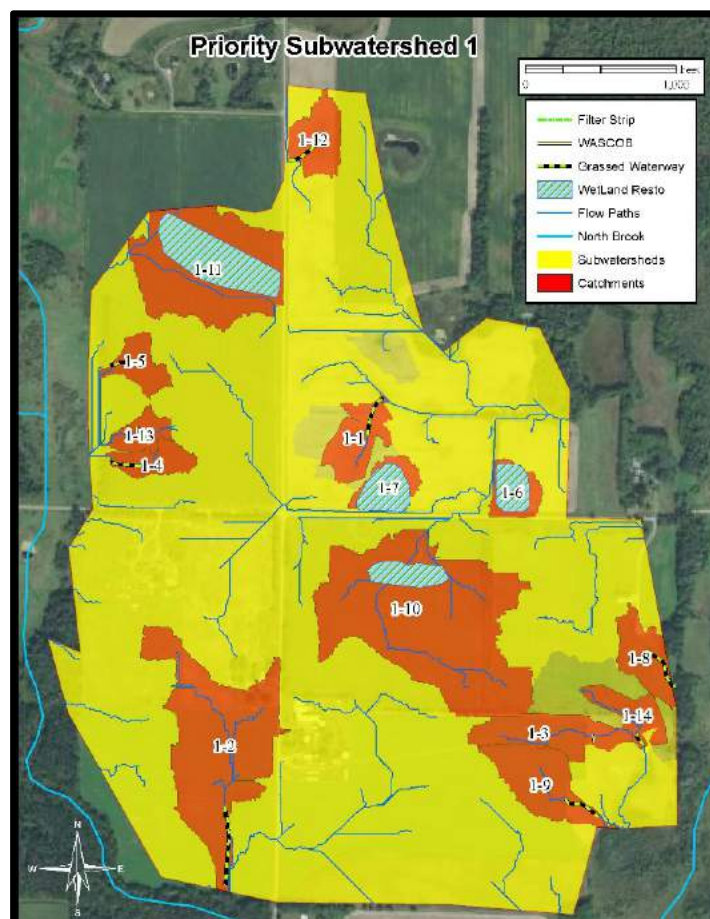 Priority Subwatershed 1
Feet
0 1,000
Filter Strip
WASCOB
Grassed Waterway
WetLand Resto
Flow Paths
North Brook
Subwatersheds
Catchments
1-12
1-11
1-5
1-13
1-1
1-4
1-7
1-6
1-10
1-8
1-14
1-2
1-3
1-9
N
W E
S